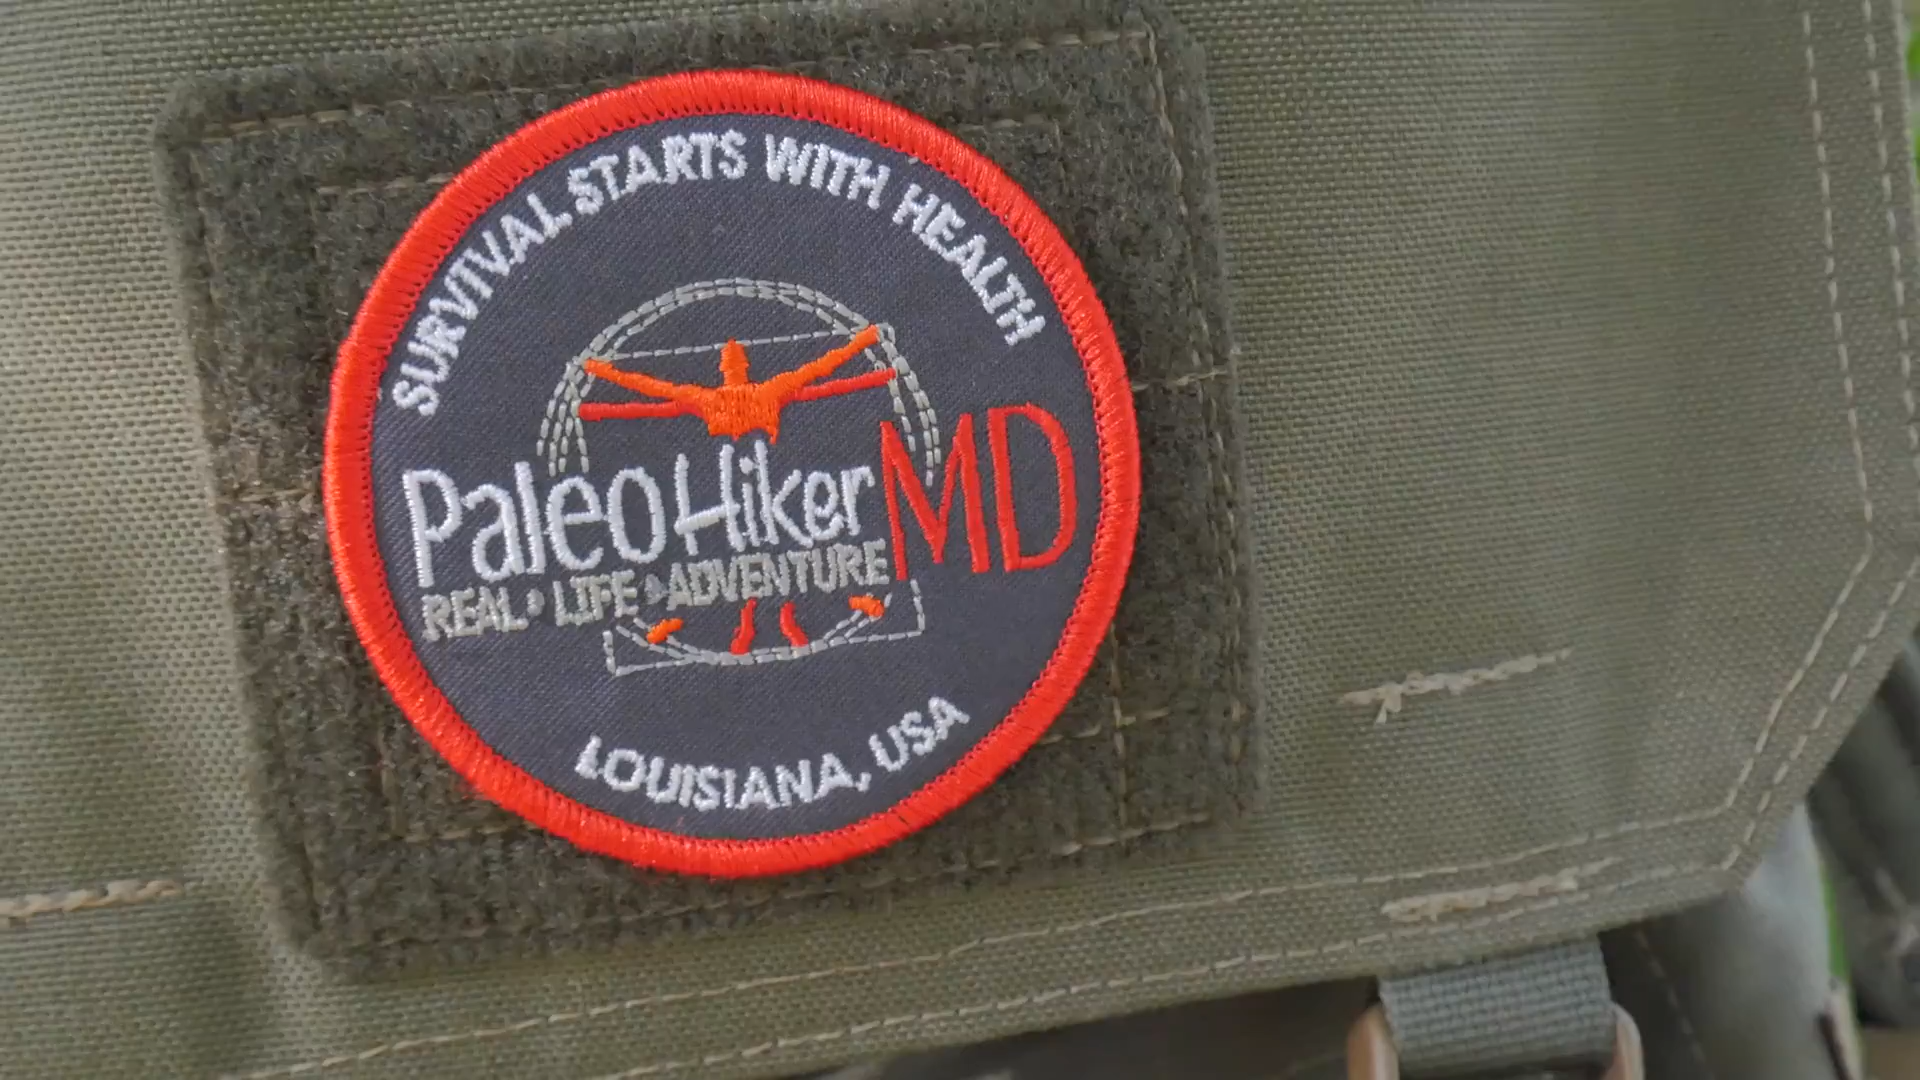 SURVIVAL STARTS WITH HEALTH
PaleoHikerMD
REAL • LIFE • ADVENTURE
LOUISIANA, USA